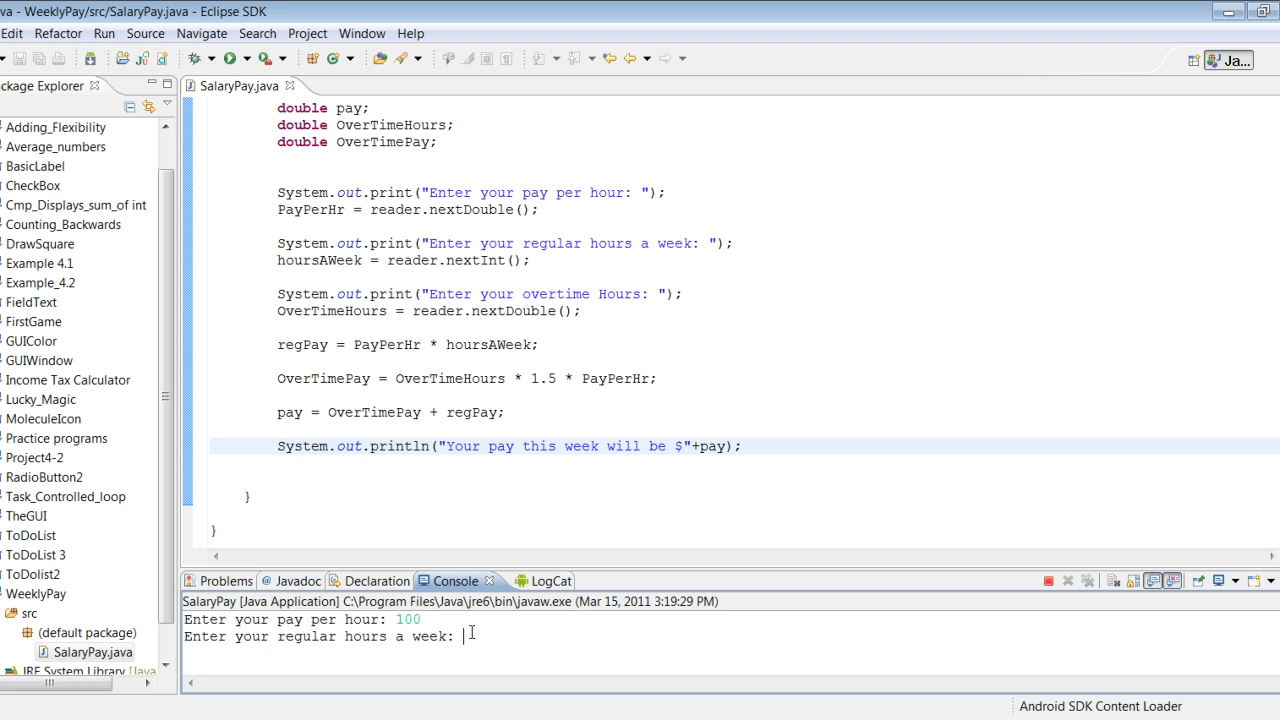 va - WeeklyPay/src/SalaryPay.java - Eclipse SDK
Edit Refactor Run Source Navigate Search Project Window Help
Ja...
ackage Explorer
SalaryPay.java
Adding_Flexibility
Average_numbers
BasicLabel
CheckBox
Cmp_Displays_sum_of int
Counting_Backwards
DrawSquare
Example 4.1
Example_4.2
FieldText
FirstGame
GUIColor
GUIWindow
Income Tax Calculator
Lucky_Magic
MoleculeIcon
Practice programs
Project4-2
RadioButton2
Task_Controlled_loop
TheGUI
ToDoList
ToDoList 3
ToDolist2
WeeklyPay
src
(default package)
SalaryPay.java
JRE System Library [java
double pay;
double OverTimeHours;
double OverTimePay;
System.out.print("Enter your pay per hour: ");
PayPerHr = reader.nextDouble();
System.out.print("Enter your regular hours a week: ");
hoursAWeek = reader.nextInt();
System.out.print("Enter your overtime Hours: ");
OverTimeHours = reader.nextDouble();
regPay = PayPerHr * hoursAWeek;
OverTimePay = OverTimeHours * 1.5 * PayPerHr;
pay = OverTimePay + regPay;
System.out.println("Your pay this week will be $"+pay);
}
}
Problems Javadoc Declaration Console LogCat
SalaryPay [Java Application] C:\Program Files\Java\jre6\bin\javaw.exe (Mar 15, 2011 3:19:29 PM)
Enter your pay per hour: 100
Enter your regular hours a week:
Android SDK Content Loader